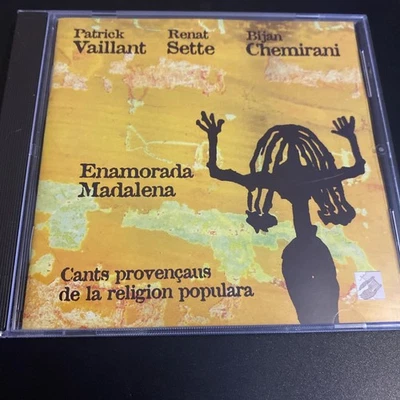 Patrick Renat Bijan
Vaillant Sette Chemirani
Enamorada
Madalena
Cants provençaus
de la religion populara